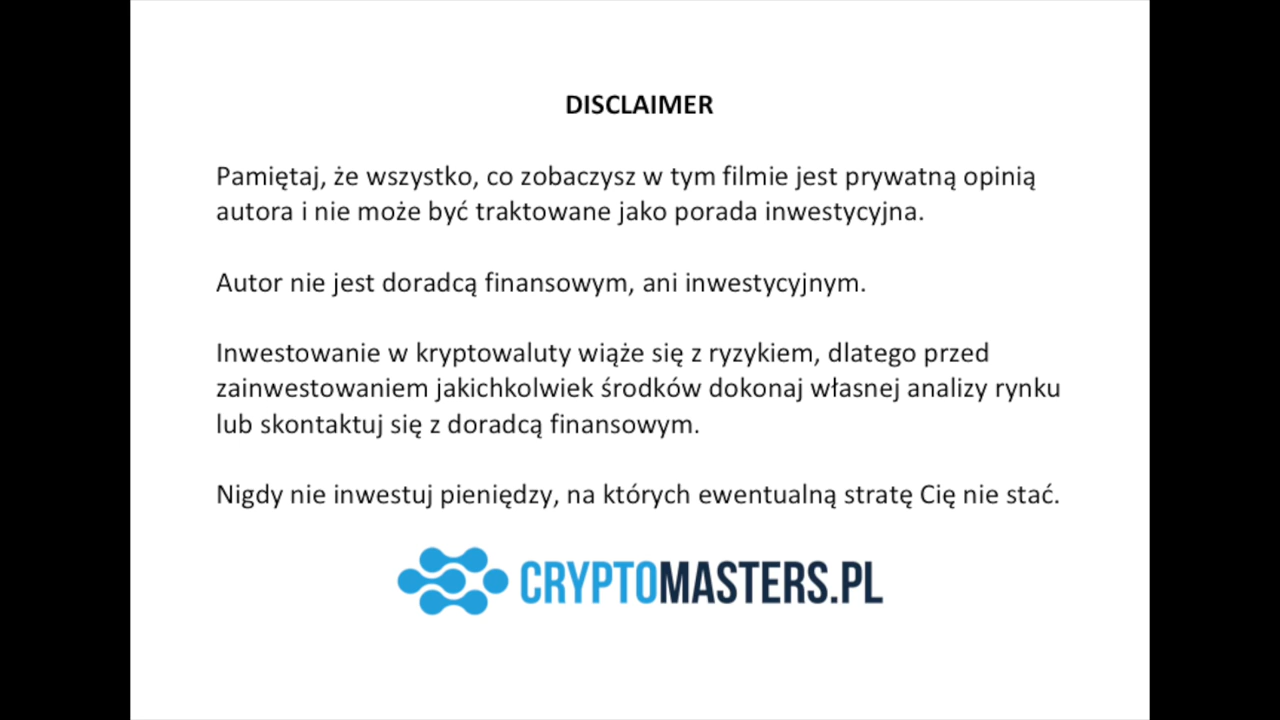 DISCLAIMER
Pamiętaj, że wszystko, co zobaczysz w tym filmie jest prywatną opinią
autora i nie może być traktowane jako porada inwestycyjna.
Autor nie jest doradcą finansowym, ani inwestycyjnym.
Inwestowanie w kryptowaluty wiąże się z ryzykiem, dlatego przed
zainwestowaniem jakichkolwiek środków dokonaj własnej analizy rynku
lub skontaktuj się z doradcą finansowym.
Nigdy nie inwestuj pieniędzy, na których ewentualną stratę Cię nie stać.
CRYPTOMASTERS.PL